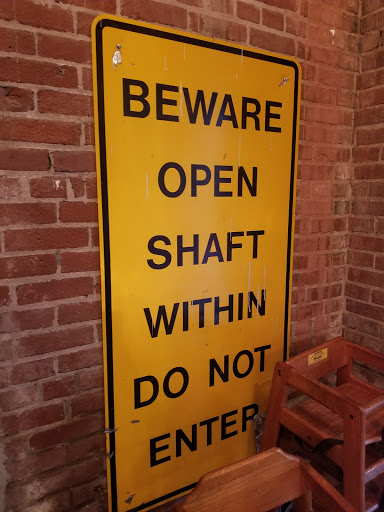 BEWARE
OPEN
SHAFT
WITHIN
DO NOT
ENTER